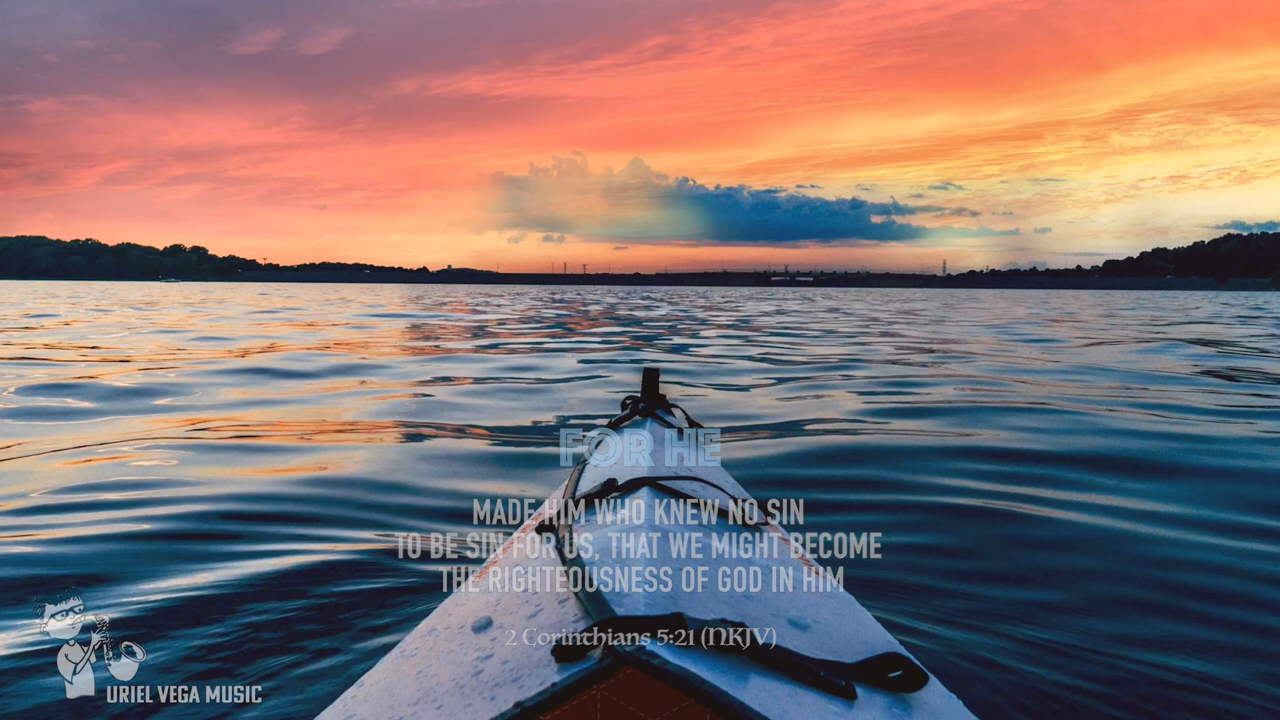 FOR HE
MADE HIM WHO KNEW NO SIN
TO BE SIN FOR US, THAT WE MIGHT BECOME
THE RIGHTEOUSNESS OF GOD IN HIM
2 Corinthians 5:21 (NKJV)
URIEL VEGA MUSIC